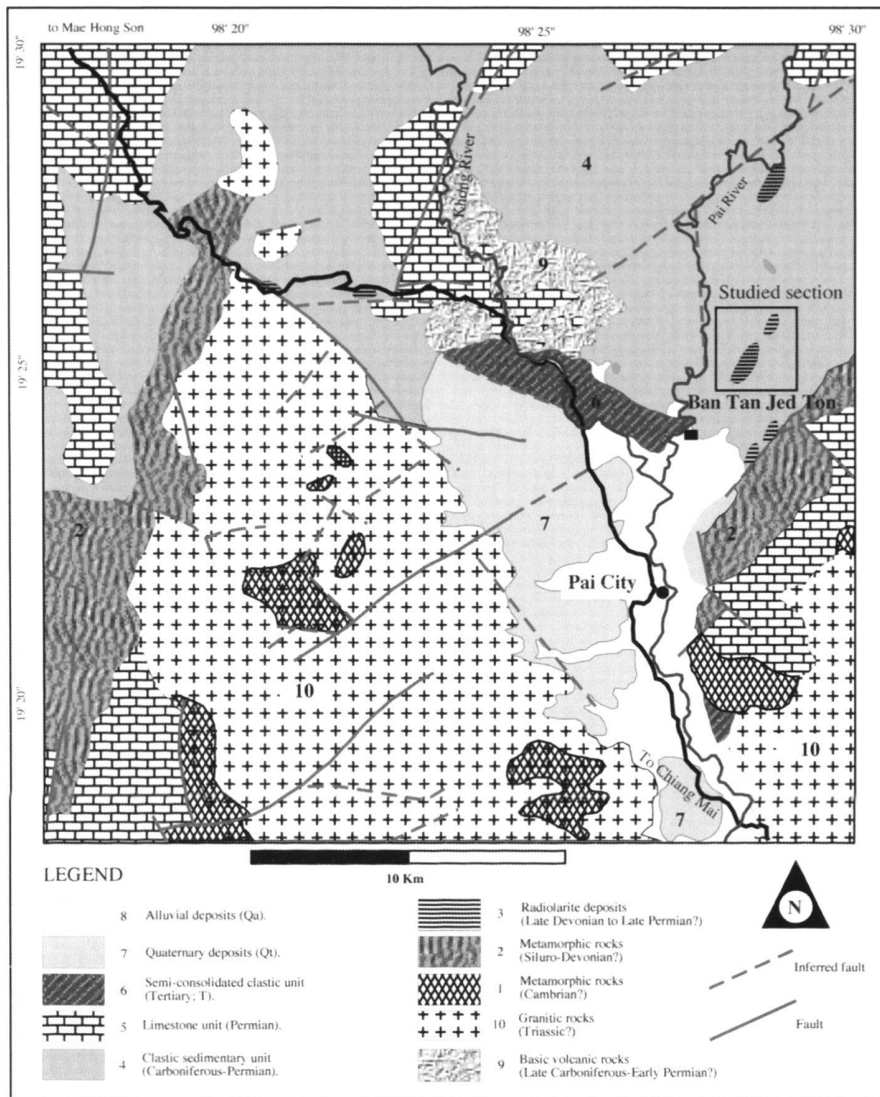 to Mae Hong Son
98' 20"
98' 25"
98' 30"
19' 30"
Khong River
4
Pai River
9
Studied section
19' 25"
6
Ban Tan Jed Ton
2
7
2
Pai City
19' 20"
10
10
To Chiang Mai
7
LEGEND
10 Km
8 Alluvial deposits (Qa).
7 Quaternary deposits (Qt).
6 Semi-consolidated clastic unit
(Tertiary; T).
5 Limestone unit (Permian).
4 Clastic sedimentary unit
(Carboniferous-Permian).
3 Radiolarite deposits
(Late Devonian to Late Permian?)
2 Metamorphic rocks
(Siluro-Devonian?)
1 Metamorphic rocks
(Cambrian?)
10 Granitic rocks
(Triassic?)
9 Basic volcanic rocks
(Late Carboniferous-Early Permian?)
N
Inferred fault
Fault